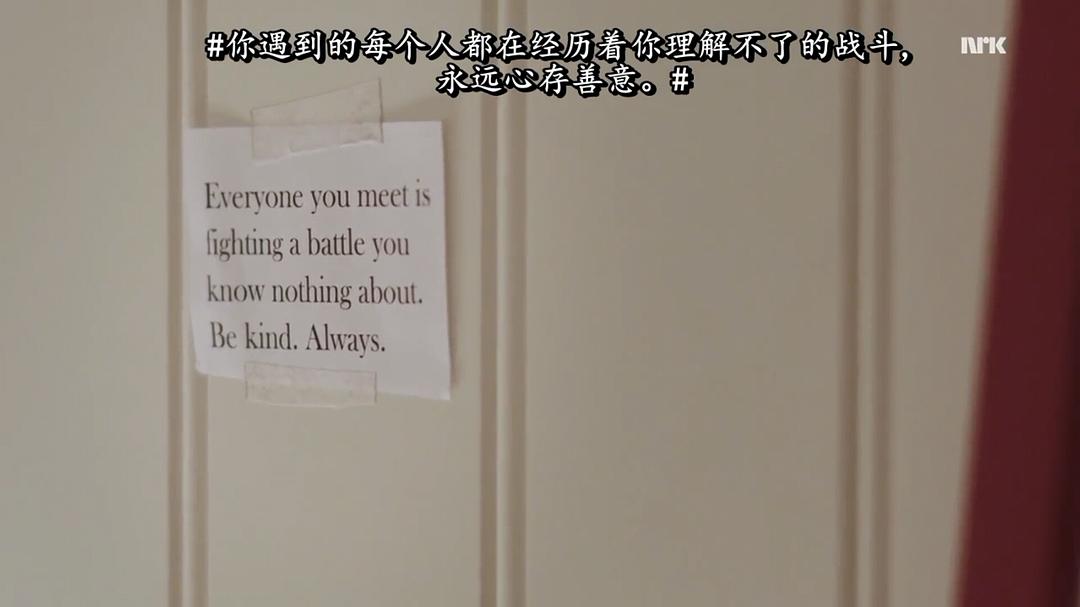 #你遇到的每个人都在经历着你理解不了的战斗,
永远心存善意。#
NRK
Everyone you meet is
fighting a battle you
know nothing about.
Be kind. Always.